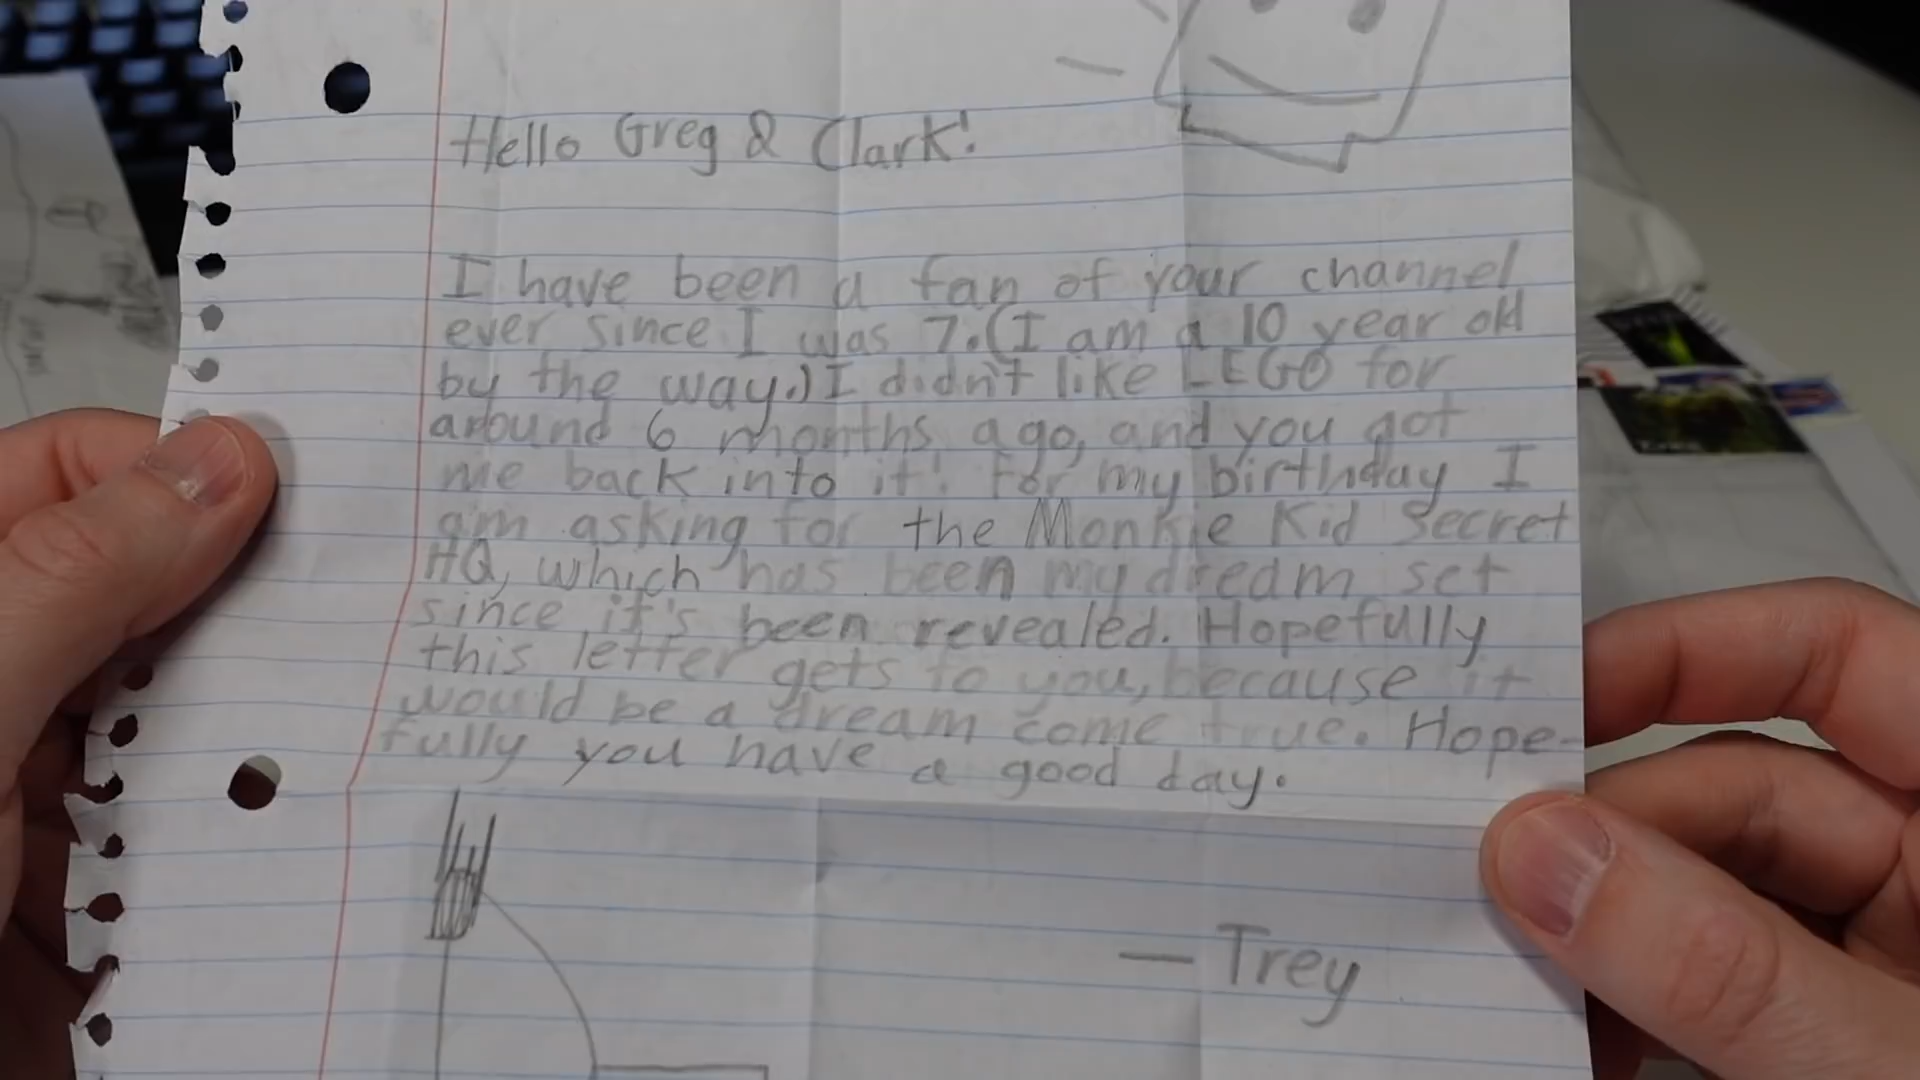 Hello Greg & Clark!
I have been a fan of your channel
ever since I was 7. (I am a 10 year old
by the way.) I didn't like LEGO for
around 6 months ago, and you got
me back into it! For my birthday I
am asking for the Monkie Kid Secret
HQ, which has been my dream set
since it's been revealed. Hopefully
this letter gets to you, because it
would be a dream come true. Hope-
fully you have a good day.
— Trey